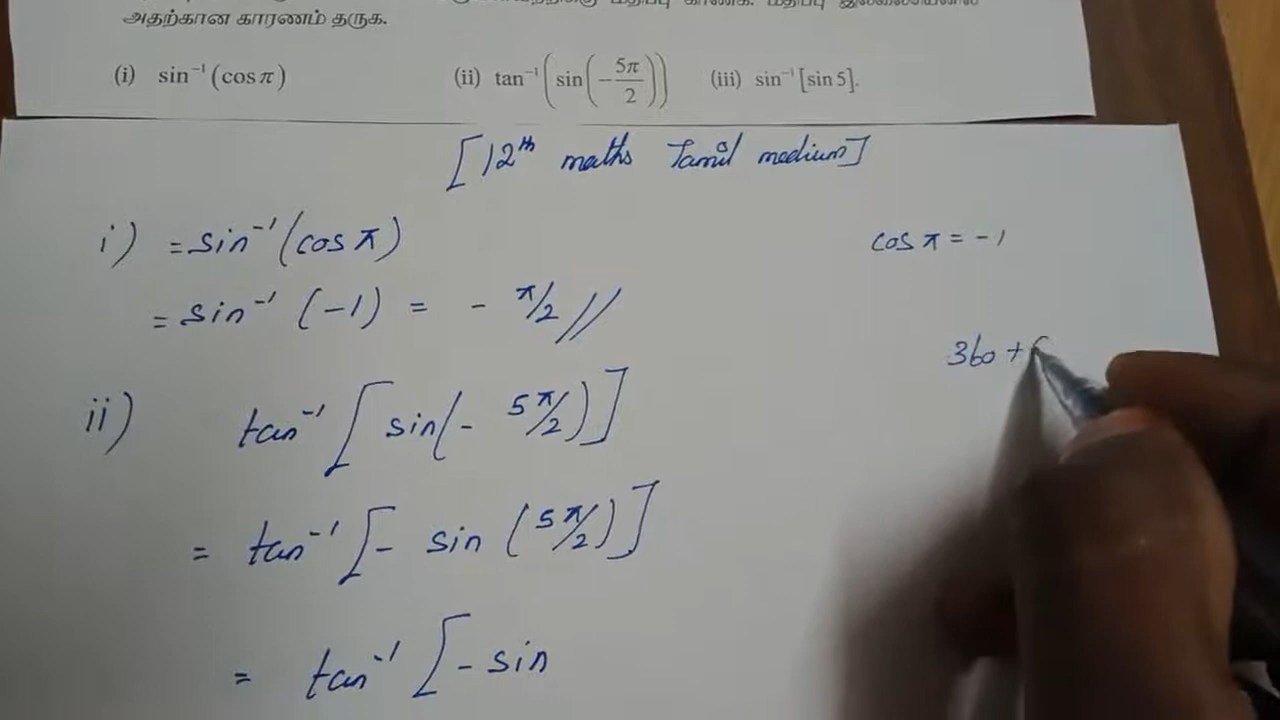 அதற்கான காரணம் தருக.
(i) sin⁻¹(cos π) (ii) tan⁻¹(sin(-5π/2)) (iii) sin⁻¹[sin 5].
[12th maths Tamil medium]
i) = sin⁻¹(cos π)
cos π = -1
= sin⁻¹ (-1) = - π/2 //
360 +
ii) tan⁻¹ [sin(- 5π/2)]
= tan⁻¹ [- sin (5π/2)]
= tan⁻¹ [- sin